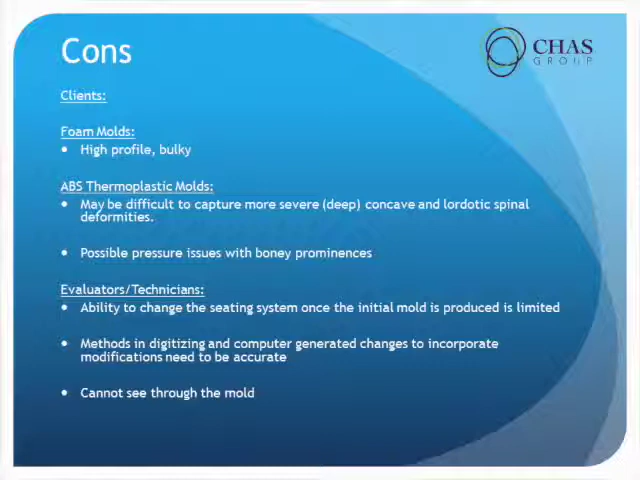 Cons
CHAS
GROUP
Clients:
Foam Molds:
• High profile, bulky
ABS Thermoplastic Molds:
• May be difficult to capture more severe (deep) concave and lordotic spinal
deformities.
• Possible pressure issues with boney prominences
Evaluators/Technicians:
• Ability to change the seating system once the initial mold is produced is limited
• Methods in digitizing and computer generated changes to incorporate
modifications need to be accurate
• Cannot see through the mold